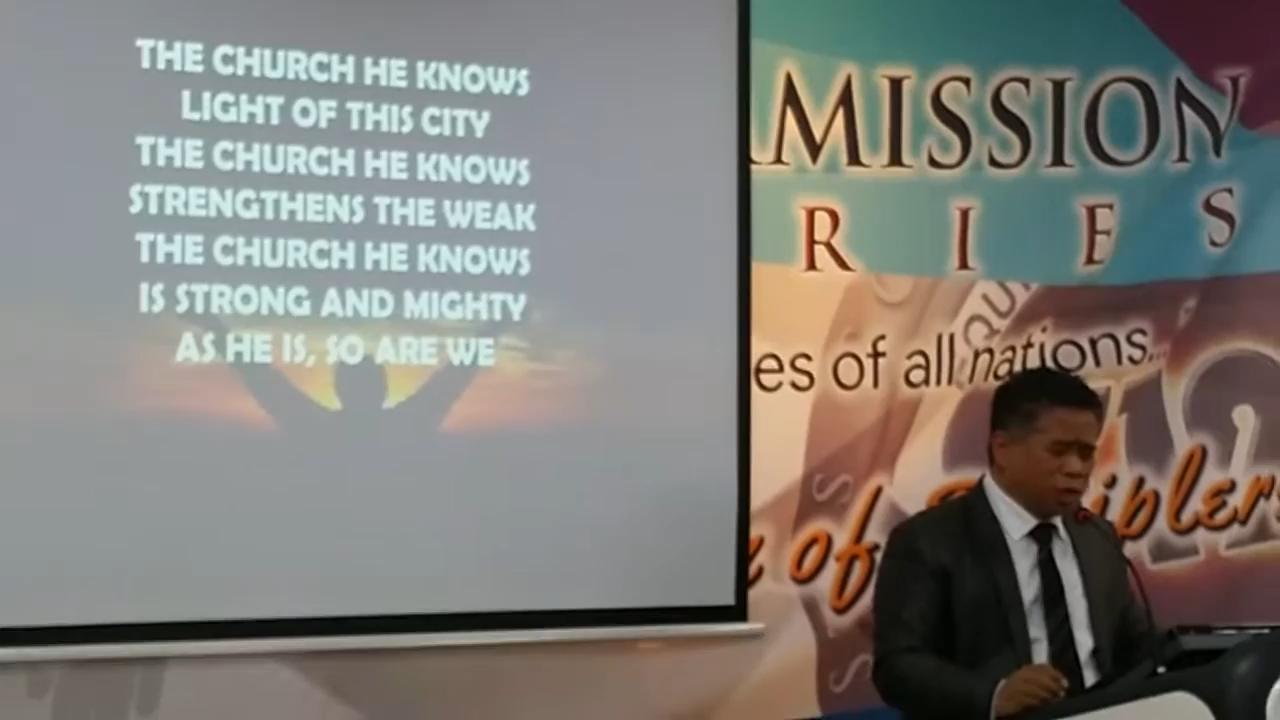 THE CHURCH HE KNOWS
LIGHT OF THIS CITY
THE CHURCH HE KNOWS
STRENGTHENS THE WEAK
THE CHURCH HE KNOWS
IS STRONG AND MIGHTY
AS HE IS, SO ARE WE
MISSION
R I E S
es of all nations...
of